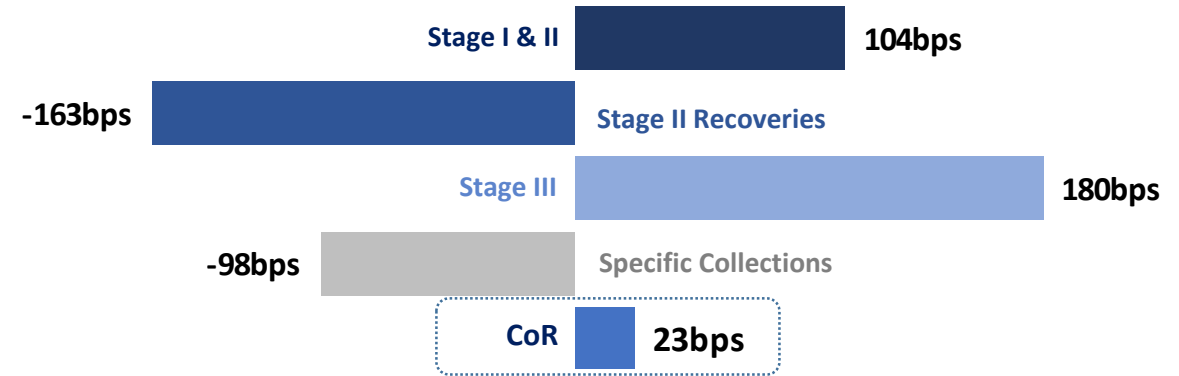 Stage I & II 104bps
-163bps Stage II Recoveries
Stage III 180bps
-98bps Specific Collections
CoR 23bps